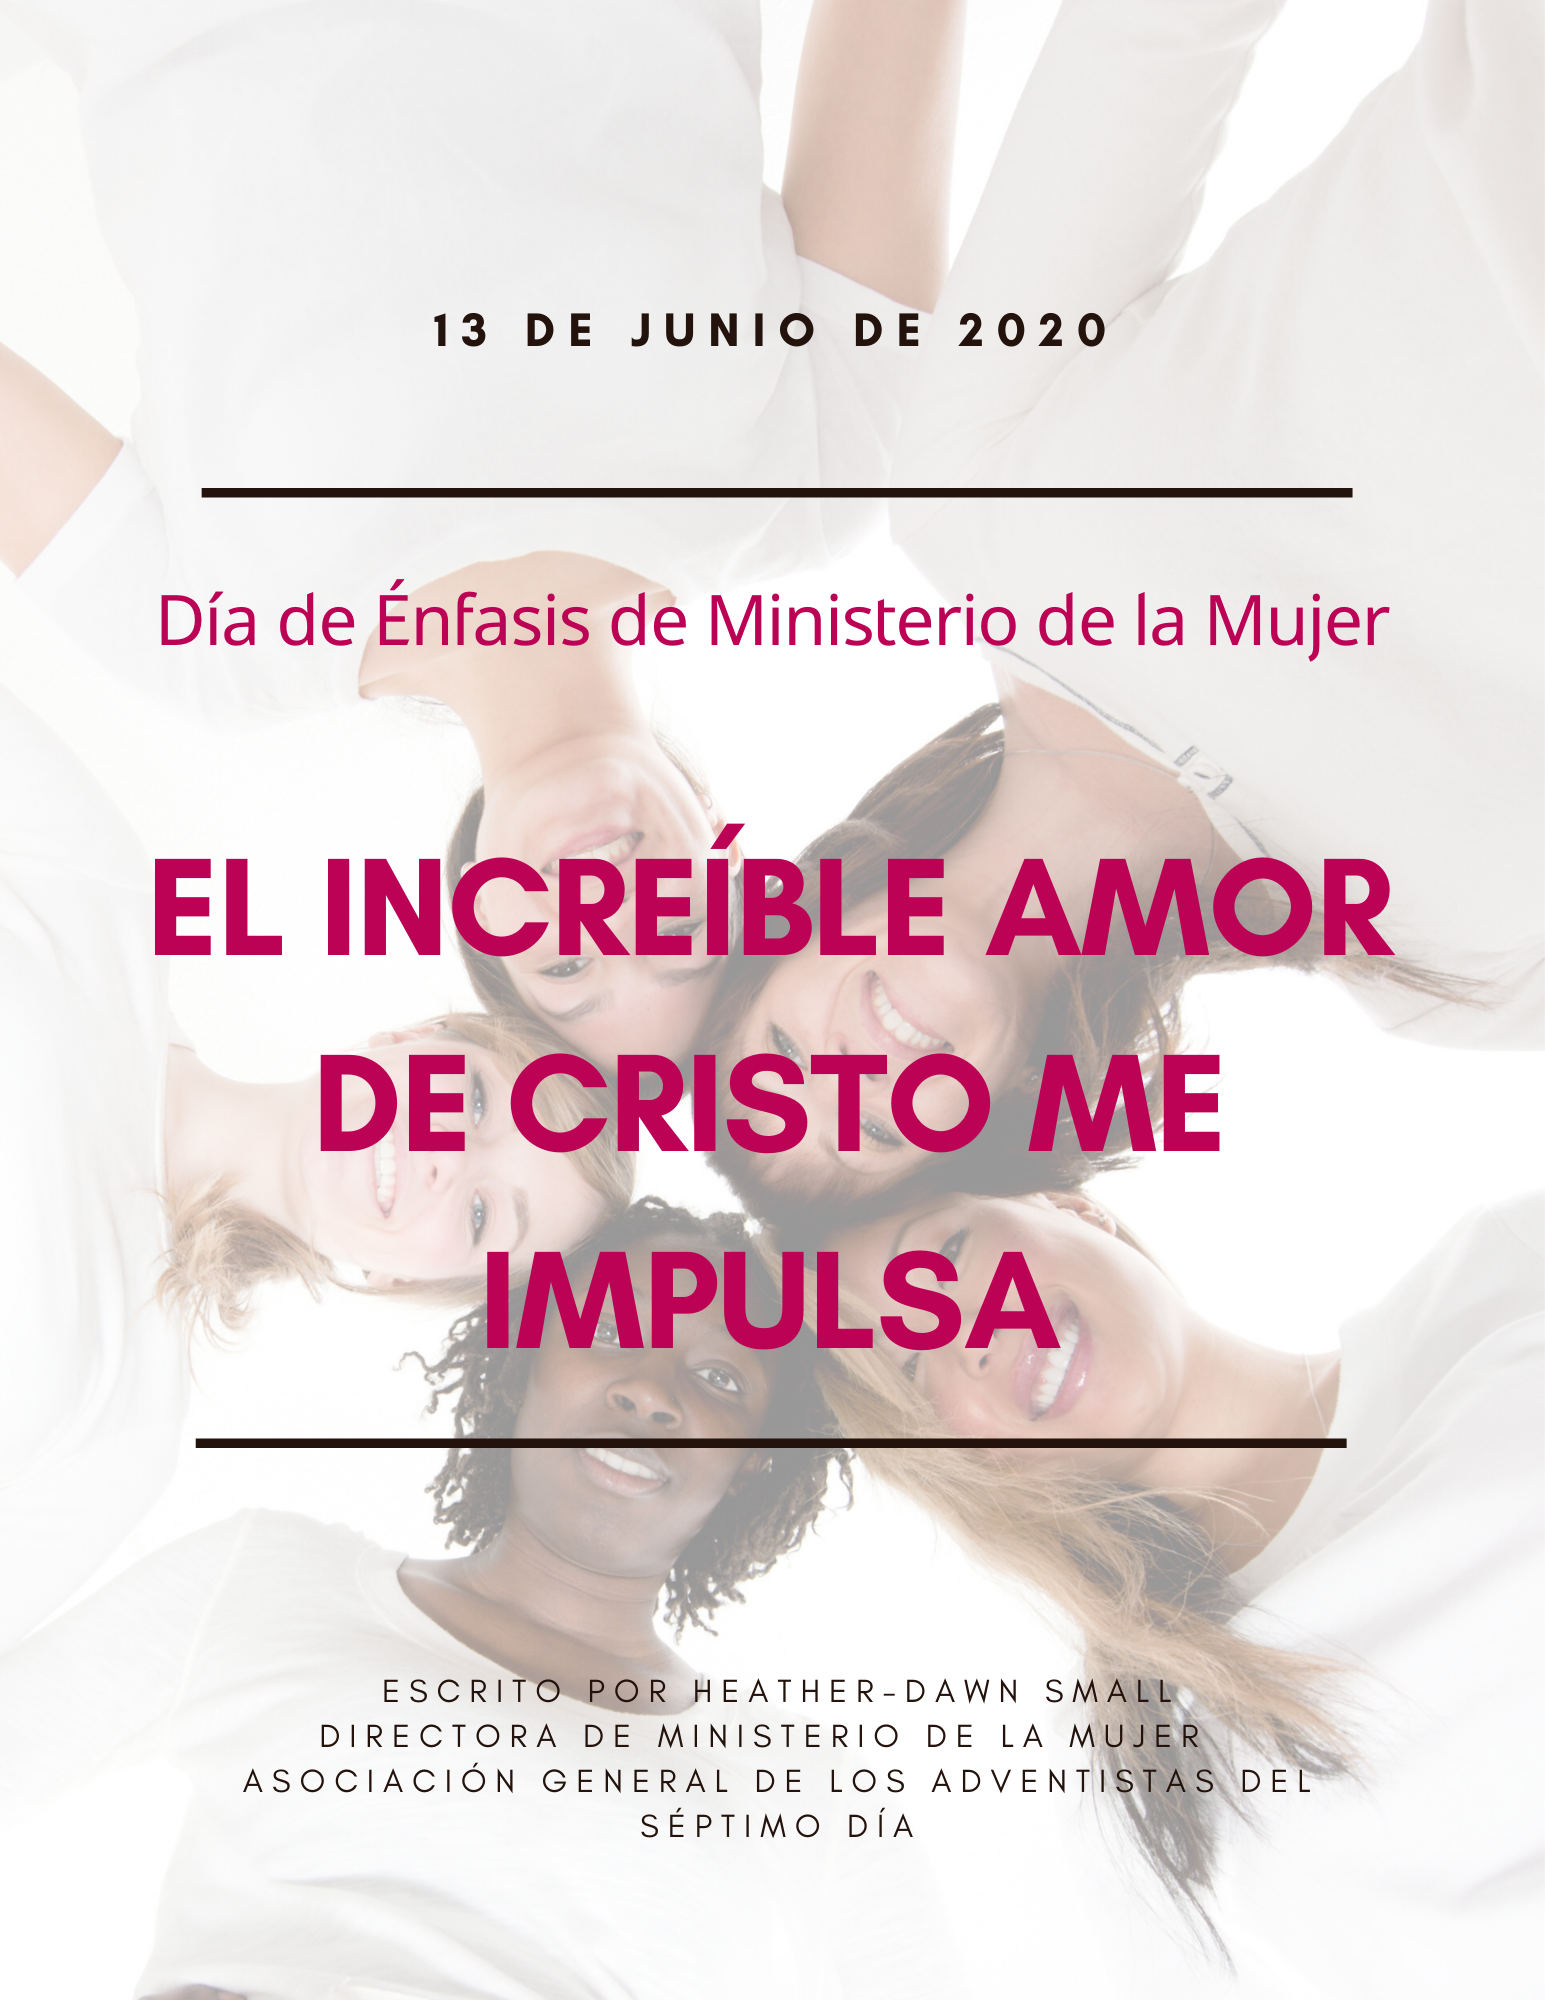 13 DE JUNIO DE 2020
Día de Énfasis de Ministerio de la Mujer
EL INCREÍBLE AMOR
DE CRISTO ME
IMPULSA
ESCRITO POR HEATHER-DAWN SMALL
DIRECTORA DE MINISTERIO DE LA MUJER
ASOCIACIÓN GENERAL DE LOS ADVENTISTAS DEL
SÉPTIMO DÍA